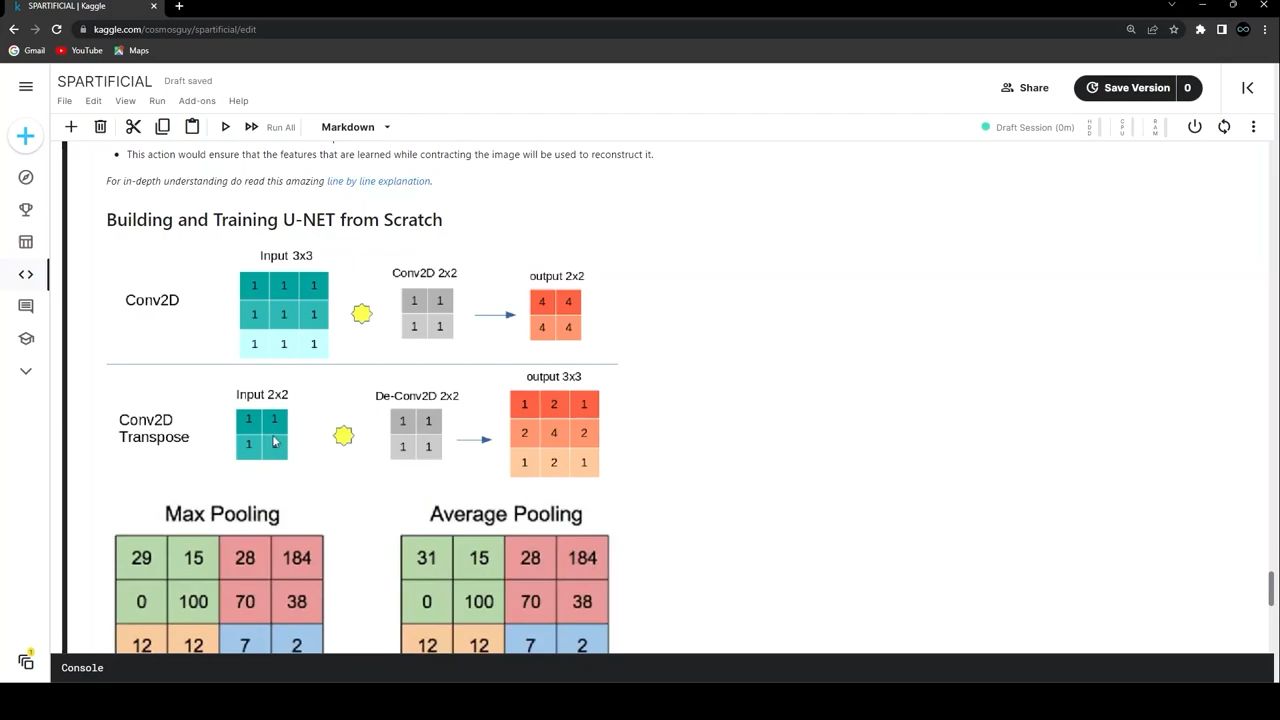 SPARTIFICIAL | Kaggle
kaggle.com/cosmosguy/spartificial/edit
Gmail YouTube Maps
SPARTIFICIAL Draft saved
File Edit View Run Add-ons Help
Share
Save Version 0
Run All Markdown
Draft Session (0m)
HDD
CPU
RAM
• This action would ensure that the features that are learned while contracting the image will be used to reconstruct it.
For in-depth understanding do read this amazing line by line explanation.
Building and Training U-NET from Scratch
Input 3x3
Conv2D 2x2
output 2x2
Conv2D
1 1 1
1 1 1
1 1 1
1 1
1 1
4 4
4 4
Input 2x2
De-Conv2D 2x2
output 3x3
Conv2D
Transpose
1 1
1
1 1
1 1
1 2 1
2 4 2
1 2 1
Max Pooling
29 15 28 184
0 100 70 38
12 12 7 2
Average Pooling
31 15 28 184
0 100 70 38
12 12 7 2
1
Console